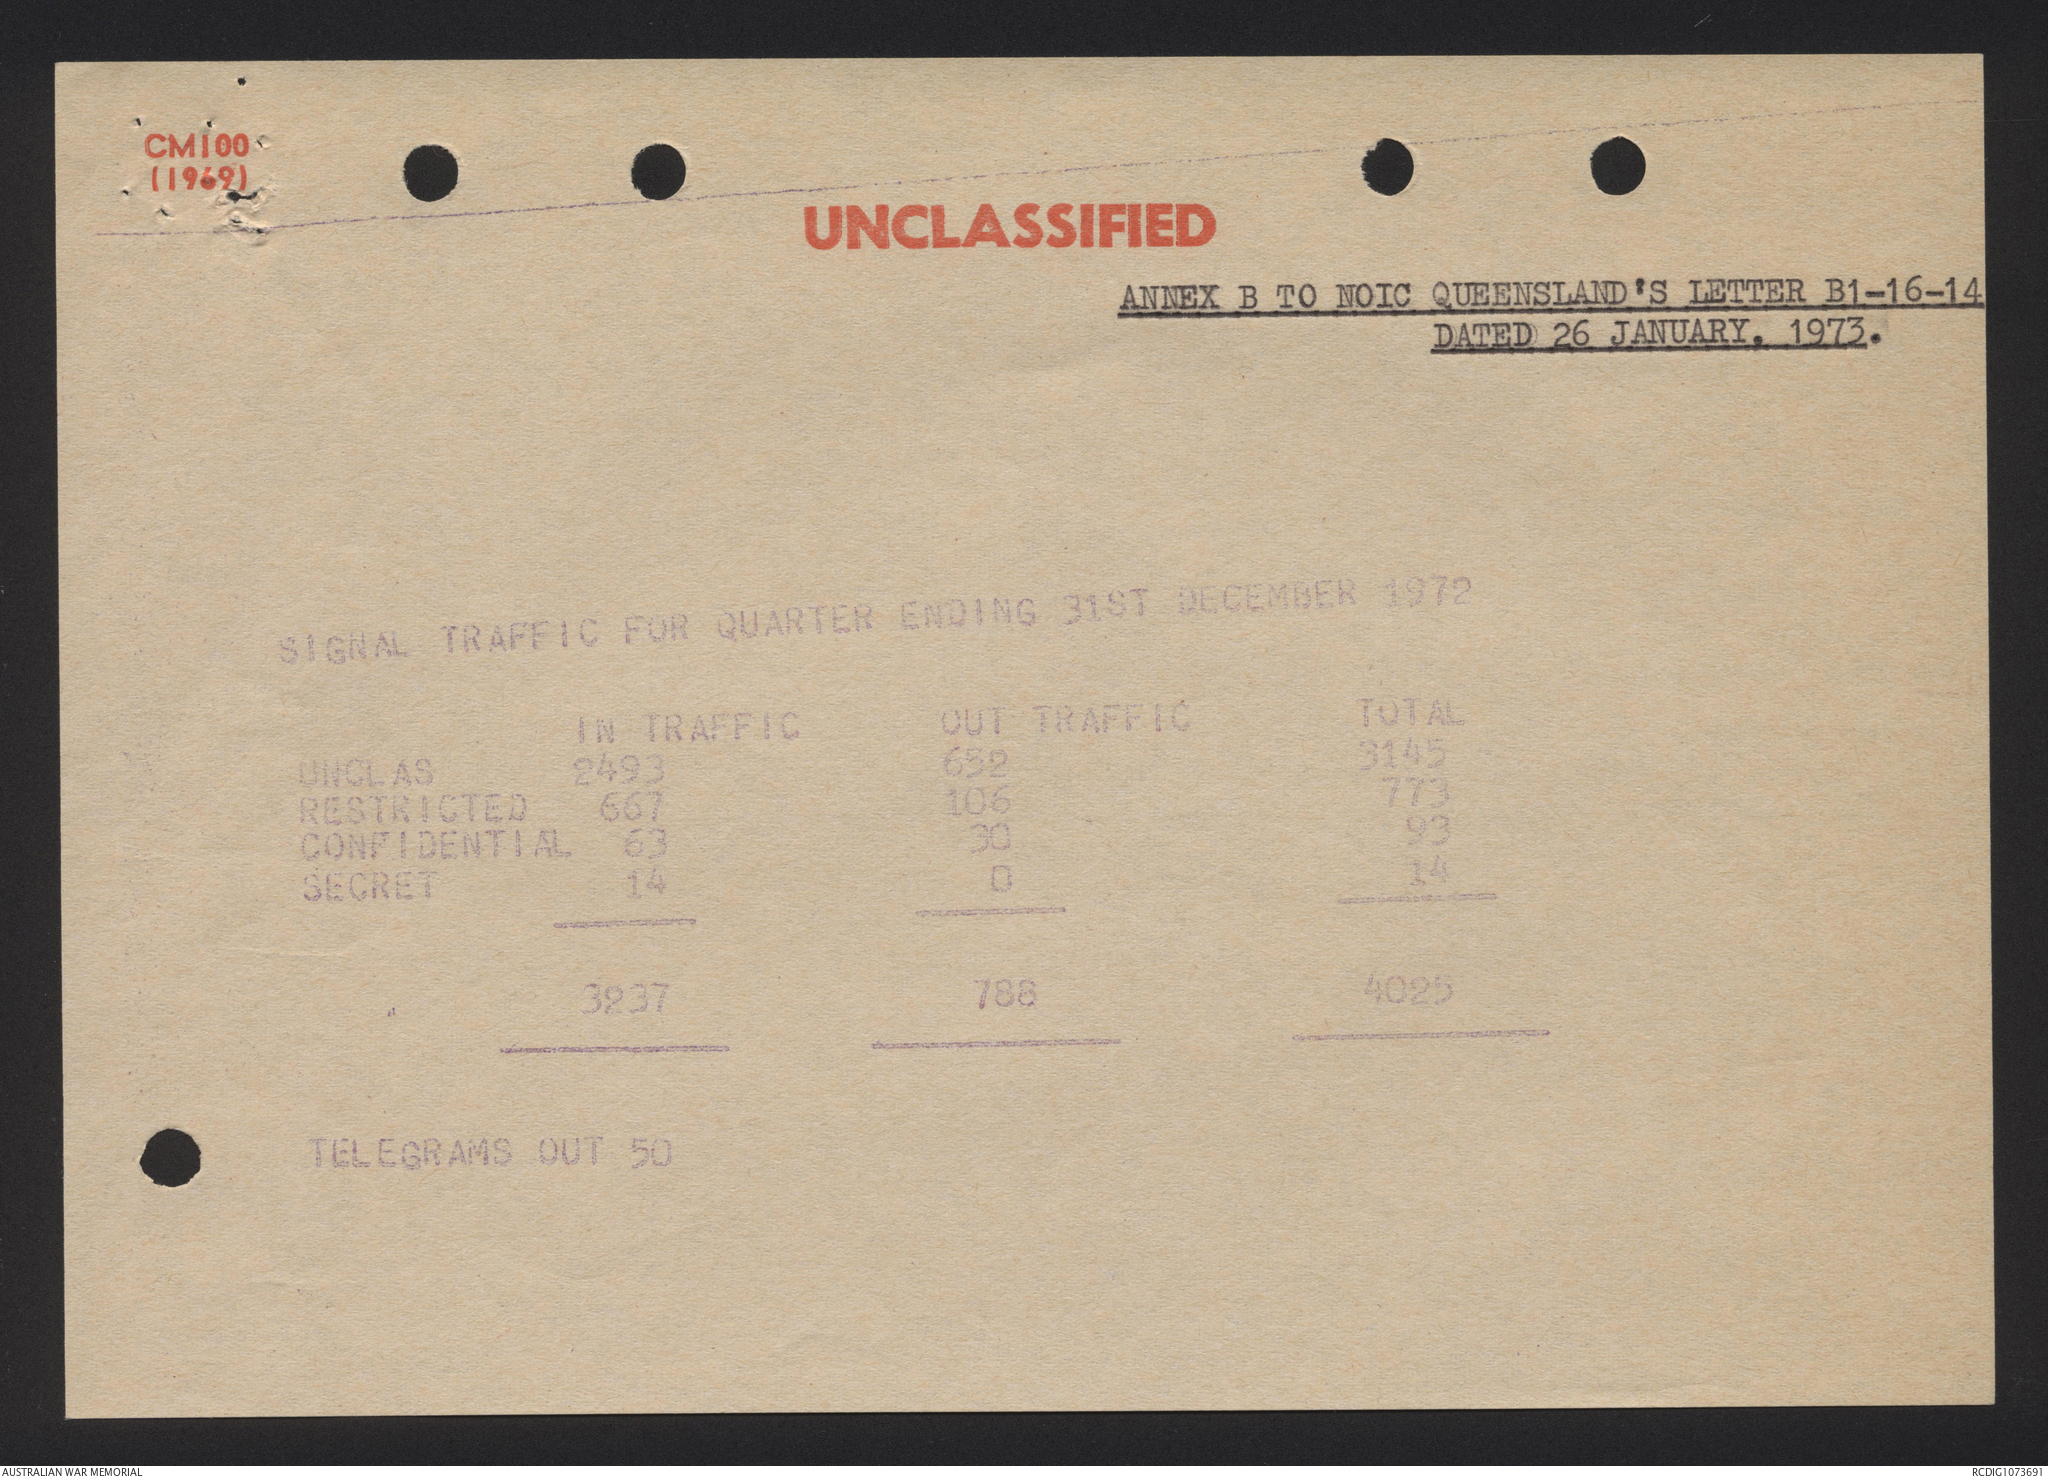 CM100
(1969)
UNCLASSIFIED
ANNEX B TO NOIC QUEENSLAND'S LETTER B1-16-14
DATED 26 JANUARY, 1973.
SIGNAL TRAFFIC FOR QUARTER ENDING 31ST DECEMBER 1972
IN TRAFFIC OUT TRAFFIC TOTAL
UNCLAS 2493 652 3145
RESTRICTED 667 106 773
CONFIDENTIAL 63 30 93
SECRET 14 0 14
3237 788 4025
TELEGRAMS OUT 50
AUSTRALIAN WAR MEMORIAL RCDIG1073691